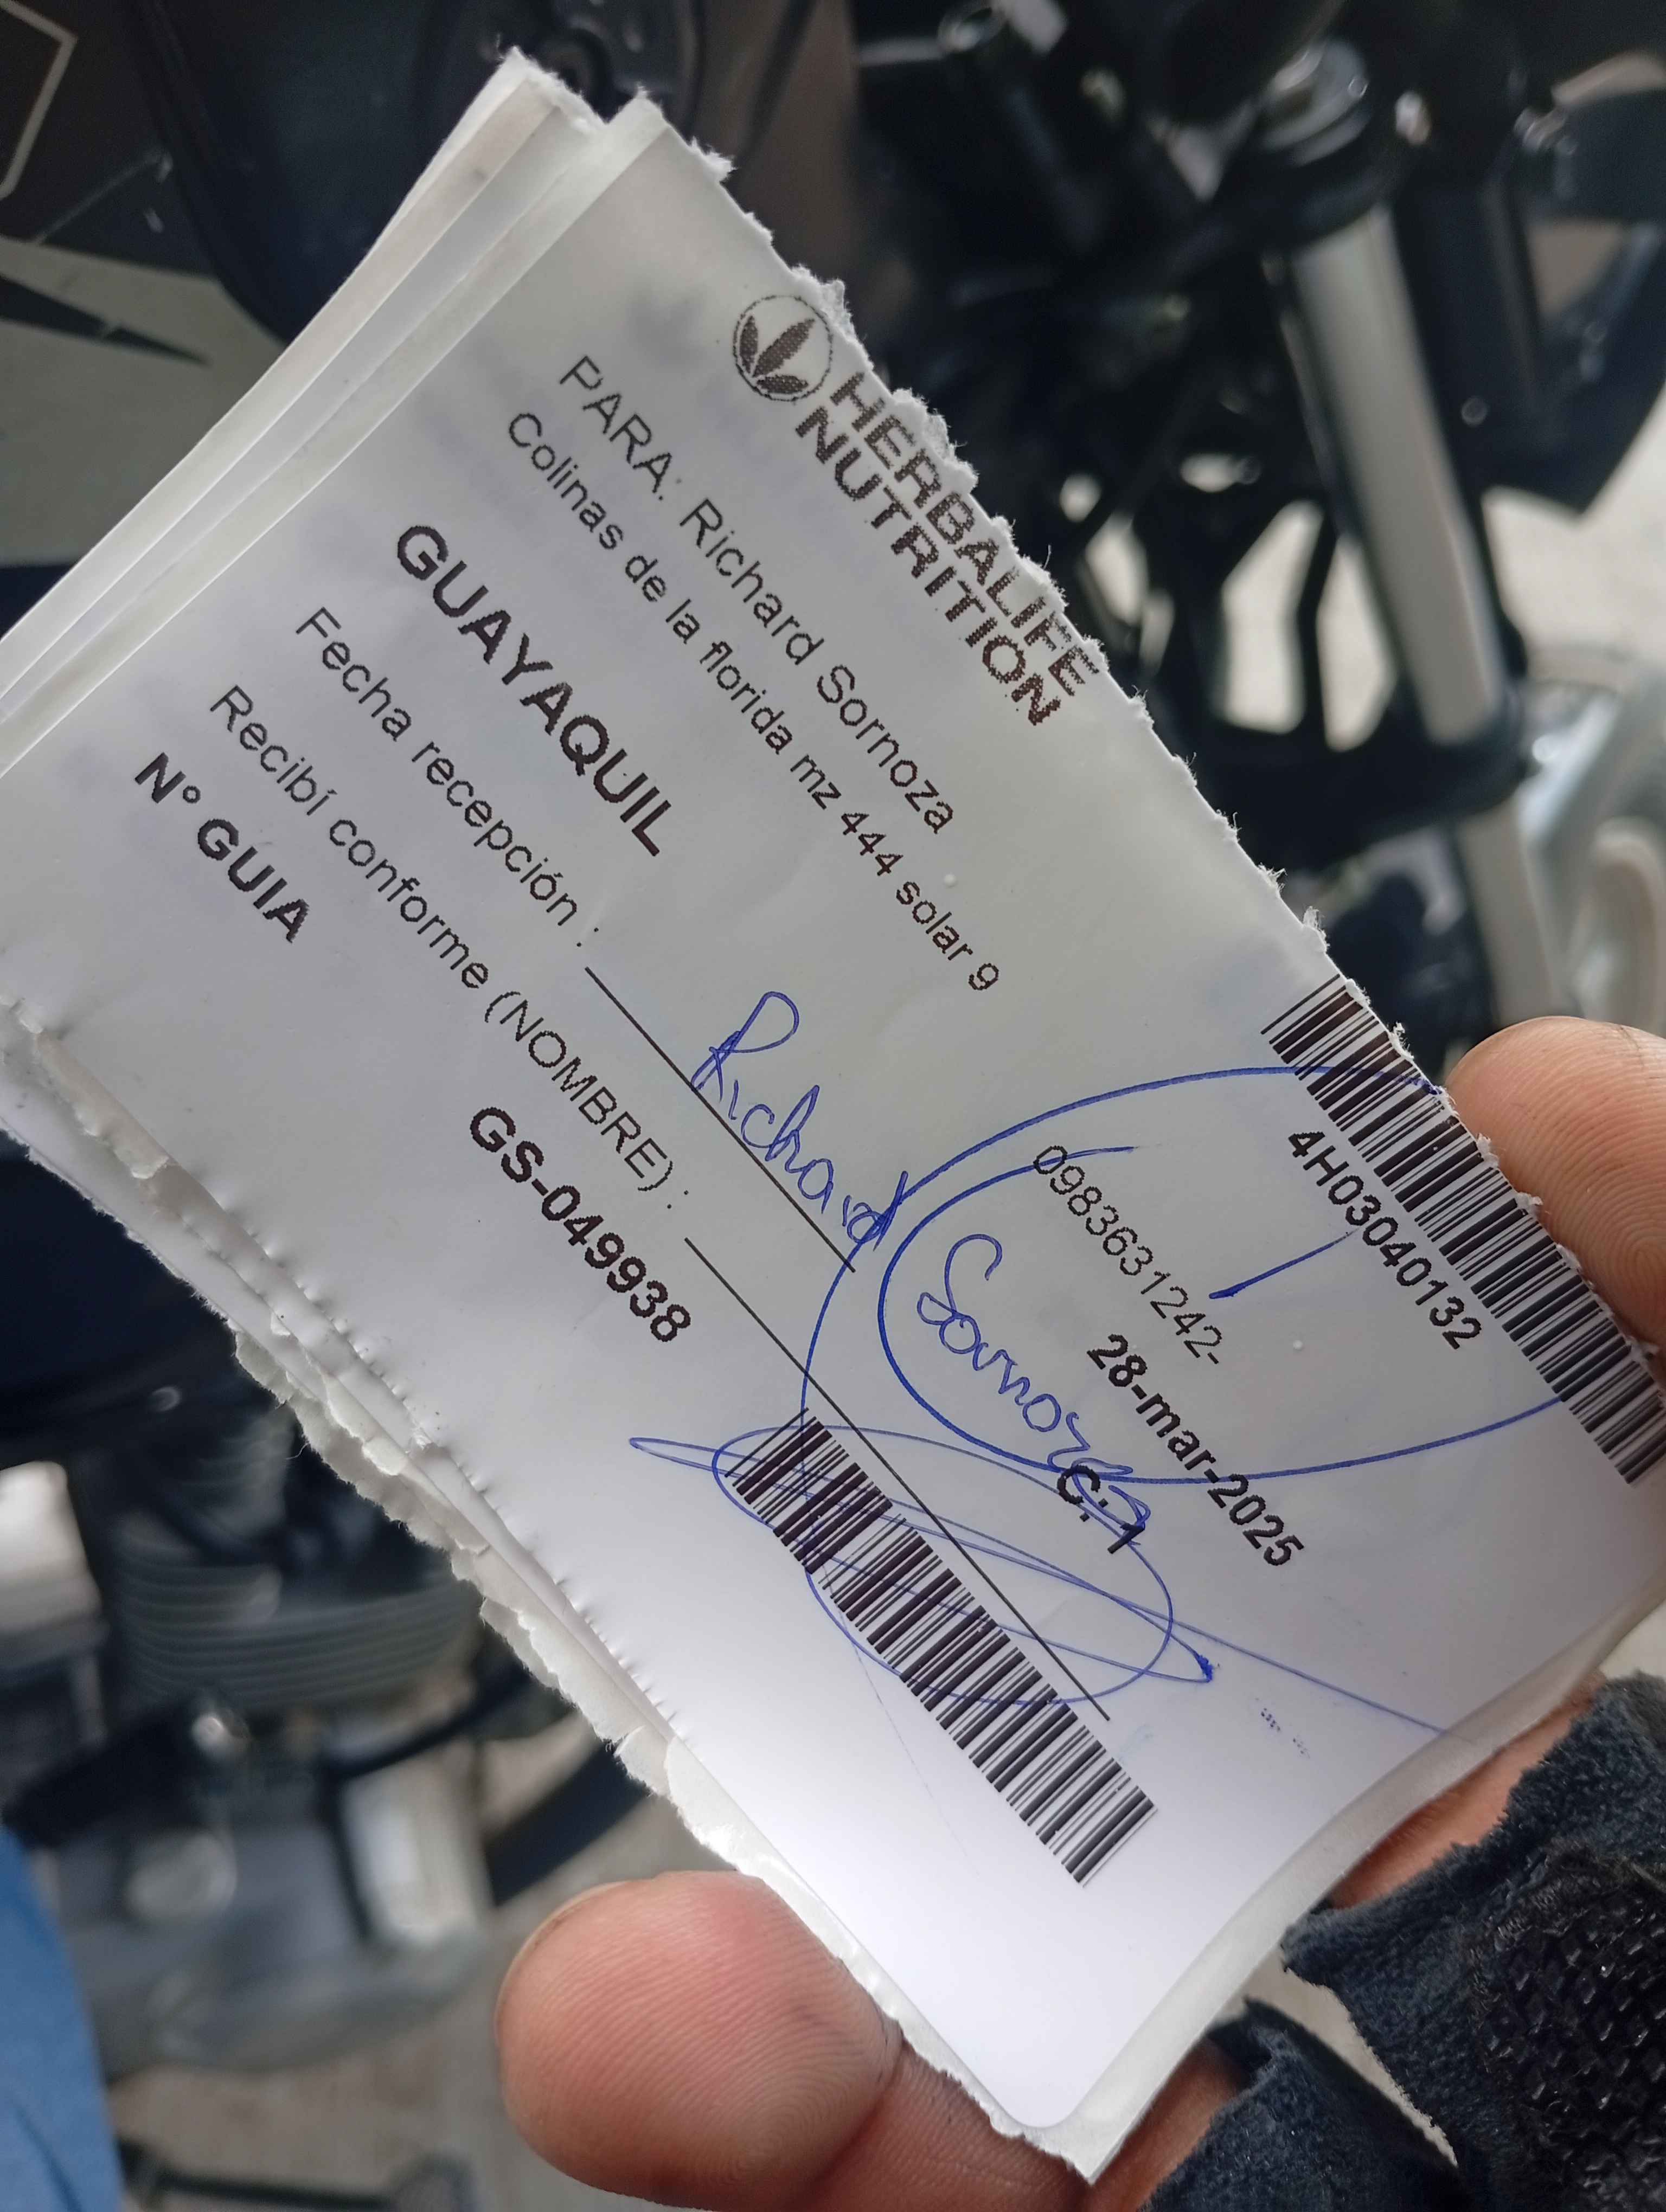 HERBALIFE
NUTRITION
4H03040132
PARA: Richard Sornoza
Colinas de la florida mz 444 solar 9
0983631242-
28-mar-2025
GUAYAQUIL
C: 1
Fecha recepción :
Richard Sornoza
Recibí conforme (NOMBRE) :
Nº GUIA
GS-049938